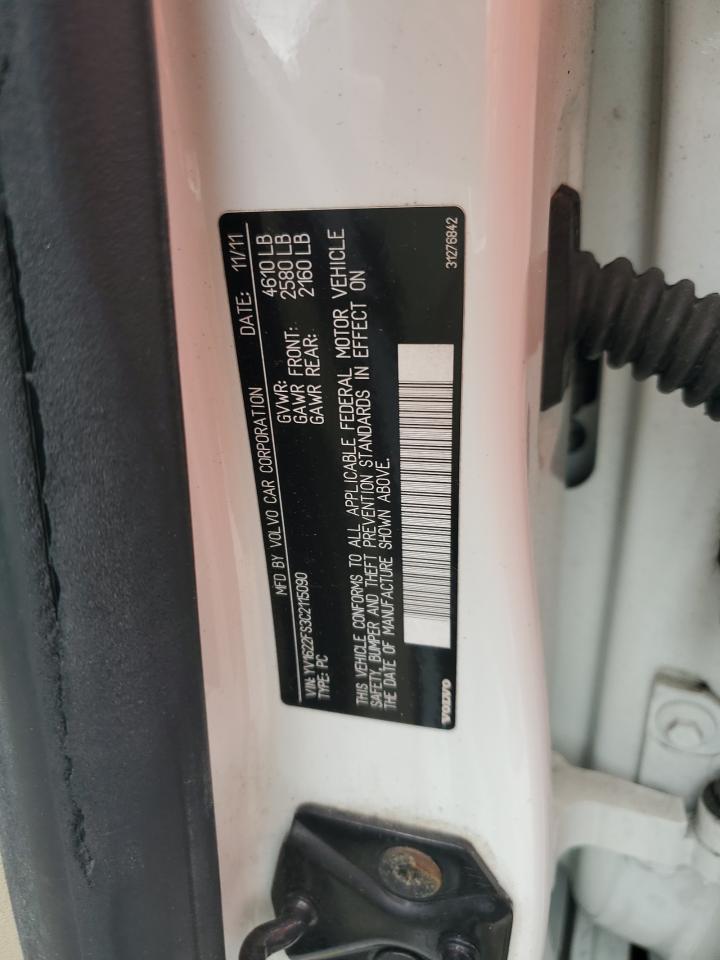 MFD BY VOLVO CAR CORPORATION DATE: 11/11
VIN: YV1622FS3C2115090 GVWR: 4610 LB
TYPE: PC GAWR FRONT: 2580 LB
GAWR REAR: 2160 LB
THIS VEHICLE CONFORMS TO ALL APPLICABLE FEDERAL MOTOR VEHICLE
SAFETY, BUMPER AND THEFT PREVENTION STANDARDS IN EFFECT ON
THE DATE OF MANUFACTURE SHOWN ABOVE.
VOLVO 31276842